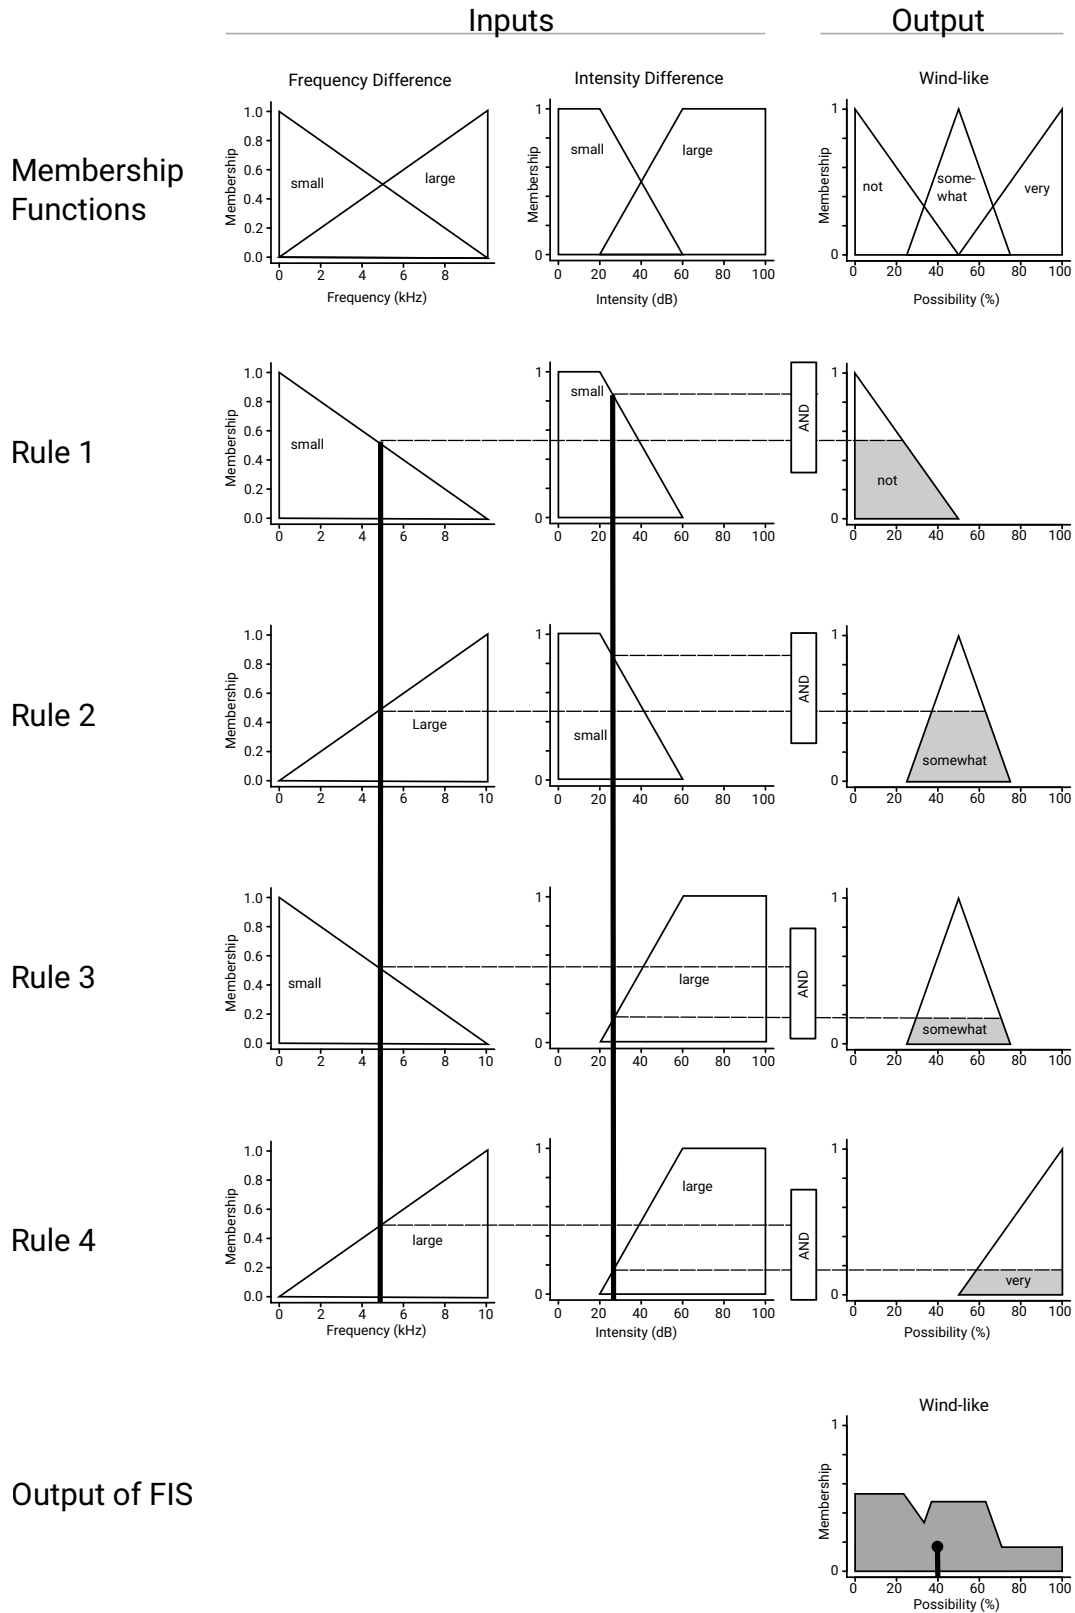 Inputs
Output
Frequency Difference
Intensity Difference
Wind-like
Membership
Functions
Membership
1.0
0.8
0.6
0.4
0.2
0.0
small
large
0 2 4 6 8
Frequency (kHz)
Membership
1
0
small
large
0 20 40 60 80 100
Intensity (dB)
Membership
1
0
not
some-
what
very
0 20 40 60 80 100
Possibility (%)
Rule 1
Membership
1.0
0.8
0.6
0.4
0.2
0.0
small
0 2 4 6 8
1
0
small
0 20 40 60 80 100
AND
1
0
not
0 20 40 60 80 100
Rule 2
Membership
1.0
0.8
0.6
0.4
0.2
0.0
Large
0 2 4 6 8 10
1
0
small
0 20 40 60 80 100
AND
1
0
somewhat
0 20 40 60 80 100
Rule 3
Membership
1.0
0.8
0.6
0.4
0.2
0.0
small
0 2 4 6 8 10
1
0
large
0 20 40 60 80 100
AND
1
0
somewhat
0 20 40 60 80 100
Rule 4
Membership
1.0
0.8
0.6
0.4
0.2
0.0
large
0 2 4 6 8 10
Frequency (kHz)
1
0
large
0 20 40 60 80 100
Intensity (dB)
AND
1
0
very
0 20 40 60 80 100
Possibility (%)
Output of FIS
Wind-like
Membership
1
0
0 20 40 60 80 100
Possibility (%)